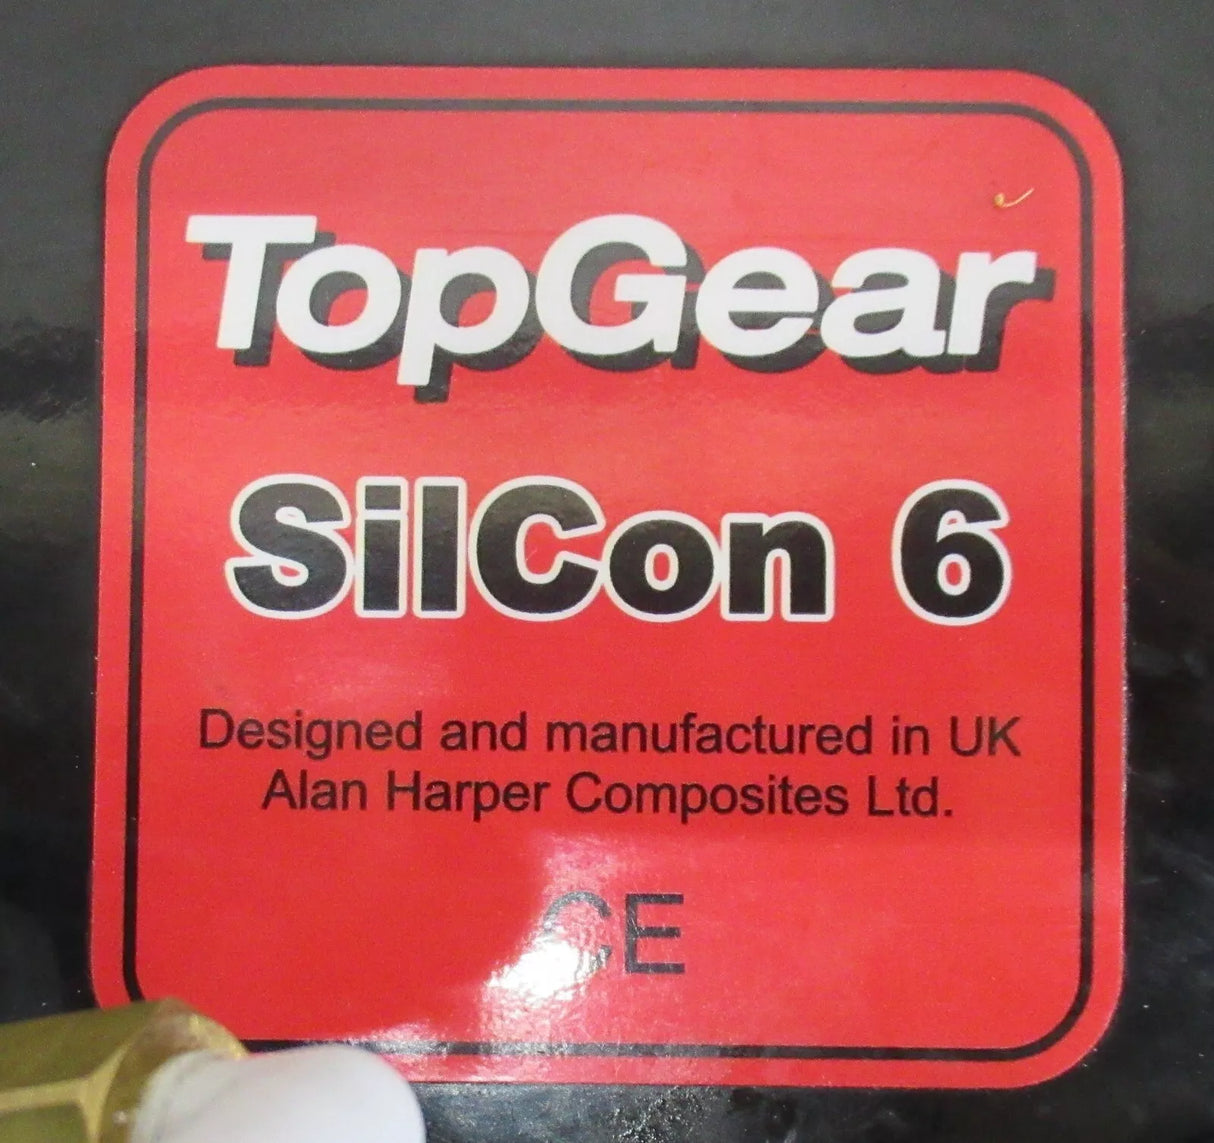 TopGear
SilCon 6
Designed and manufactured in UK
Alan Harper Composites Ltd.
CE